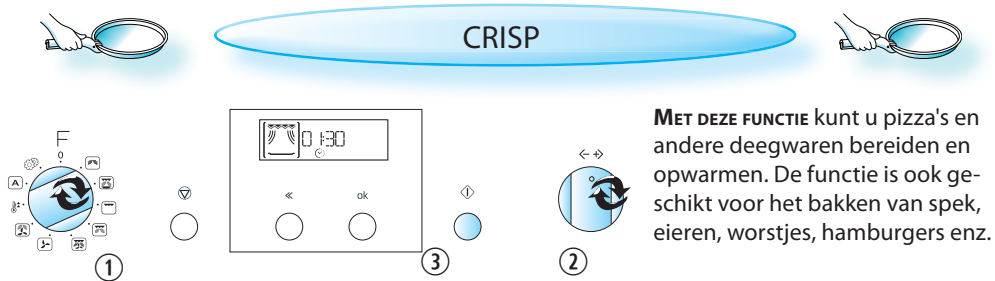 CRISP
F
0
A
①
01:30
«
ok
③
②
MET DEZE FUNCTIE kunt u pizza's en
andere deegwaren bereiden en
opwarmen. De functie is ook ge-
schikt voor het bakken van spek,
eieren, worstjes, hamburgers enz.